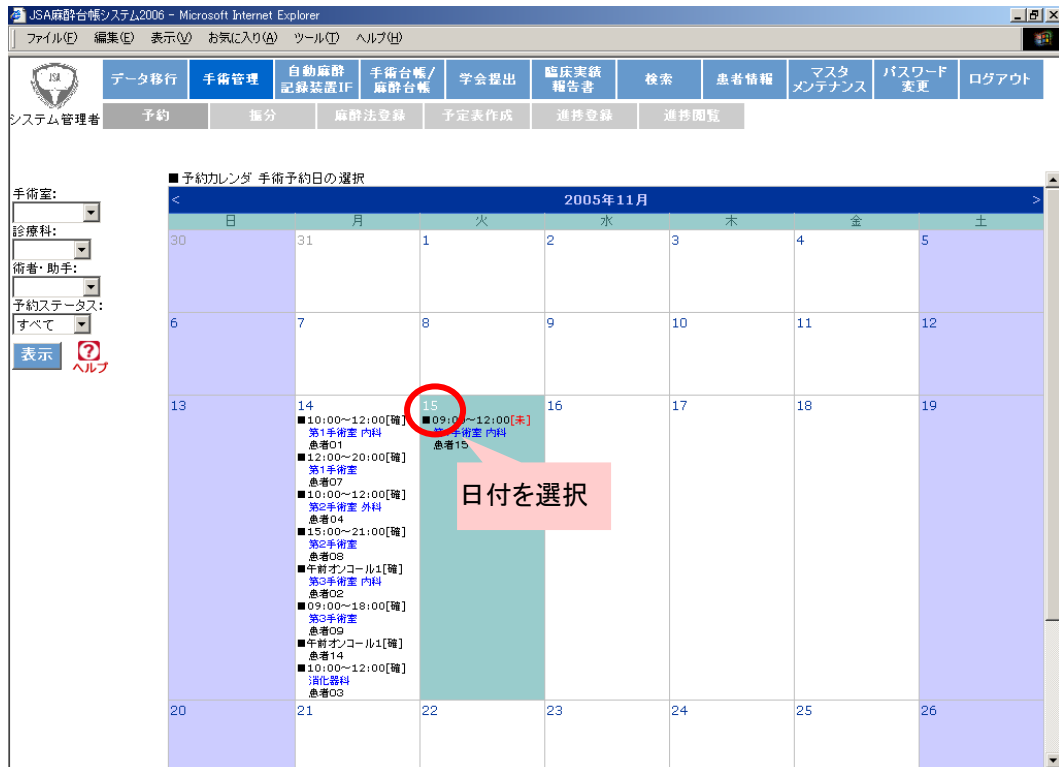 JSA麻酔台帳システム2006 - Microsoft Internet Explorer
ファイル(F) 編集(E) 表示(V) お気に入り(A) ツール(T) ヘルプ(H)
JSA
データ移行 手術管理 自動麻酔記録装置IF 手術台帳/麻酔台帳 学会提出 臨床実績報告書 検索 患者情報 マスタメンテナンス パスワード変更 ログアウト
システム管理者 予約 振分 麻酔法登録 予定表作成 進捗登録 進捗閲覧
■予約カレンダ 手術予約日の選択
手術室:
診療科:
術者・助手:
予約ステータス:
すべて
表示
ヘルプ
< 2005年11月 >
日 月 火 水 木 金 土
30 31 1 2 3 4 5
6 7 8 9 10 11 12
13 14 15 16 17 18 19
■10:00~12:00[確]
第1手術室 内科
患者01
■12:00~20:00[確]
第1手術室
患者07
■10:00~12:00[確]
第2手術室 外科
患者04
■15:00~21:00[確]
第2手術室
患者08
■午前オンコール1[確]
第3手術室 内科
患者02
■09:00~18:00[確]
第3手術室
患者09
■午前オンコール1[確]
患者14
■10:00~12:00[確]
消化器科
患者03
■09:00~12:00[未]
手術室 内科
患者15
日付を選択
20 21 22 23 24 25 26